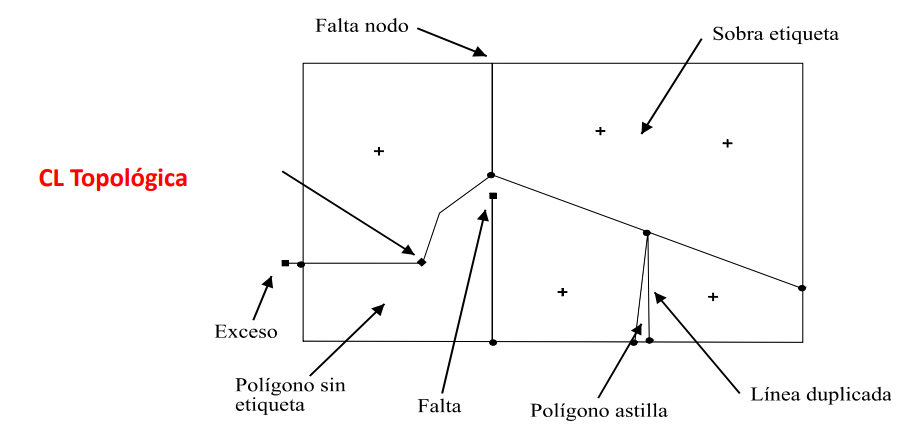 Falta nodo
Sobra etiqueta
CL Topológica
Exceso
Polígono sin
etiqueta
Falta
Polígono astilla
Línea duplicada